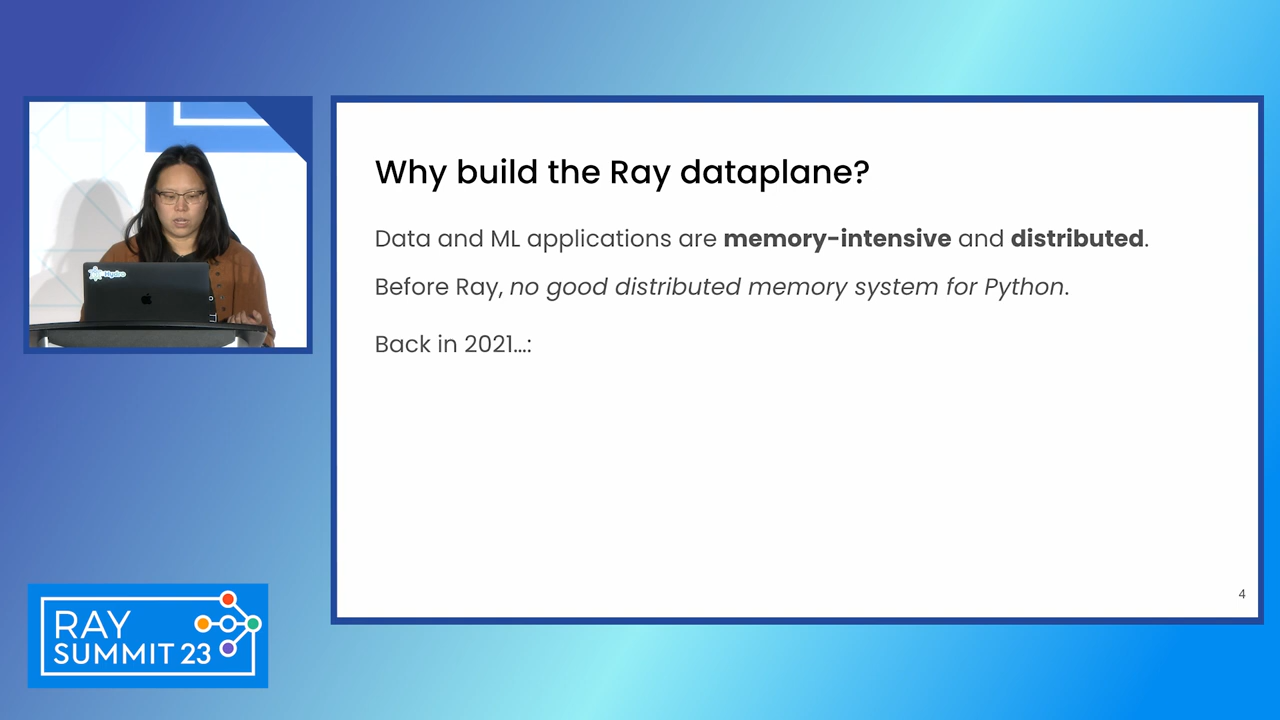 Why build the Ray dataplane?
Data and ML applications are memory-intensive and distributed.
Before Ray, no good distributed memory system for Python.
Back in 2021...:
4
Hydro
RAY
SUMMIT 23